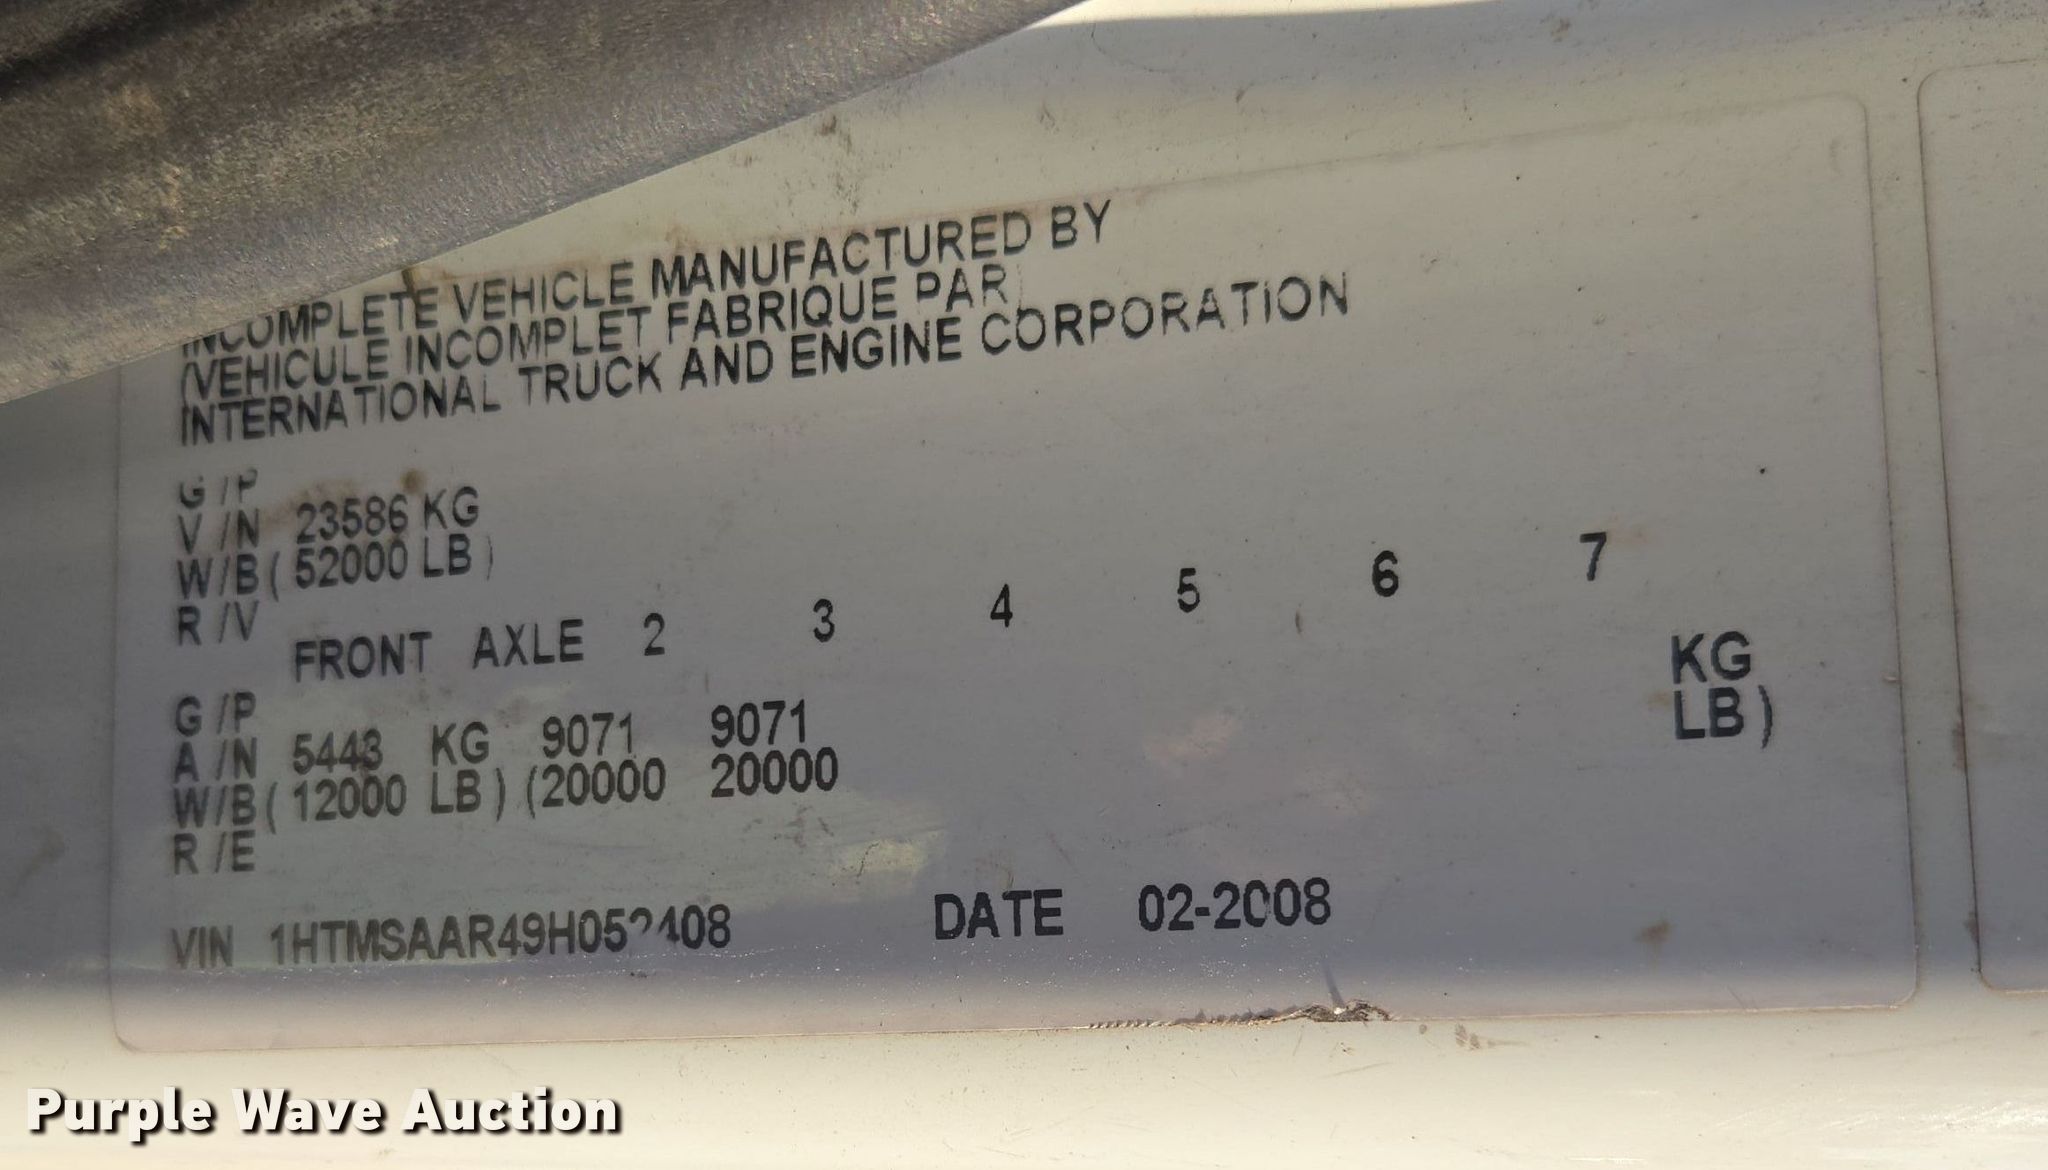 INCOMPLETE VEHICLE MANUFACTURED BY
/VEHICULE INCOMPLET FABRIQUE PAR
INTERNATIONAL TRUCK AND ENGINE CORPORATION
G /P
V /N 23586 KG
W/B ( 52000 LB )
R /V
FRONT AXLE 2 3 4 5 6 7
G /P
A /N 5443 KG 9071 9071 KG
W/B ( 12000 LB ) (20000 20000 LB )
R /E
VIN 1HTMSAAR49H052408 DATE 02-2008
Purple Wave Auction